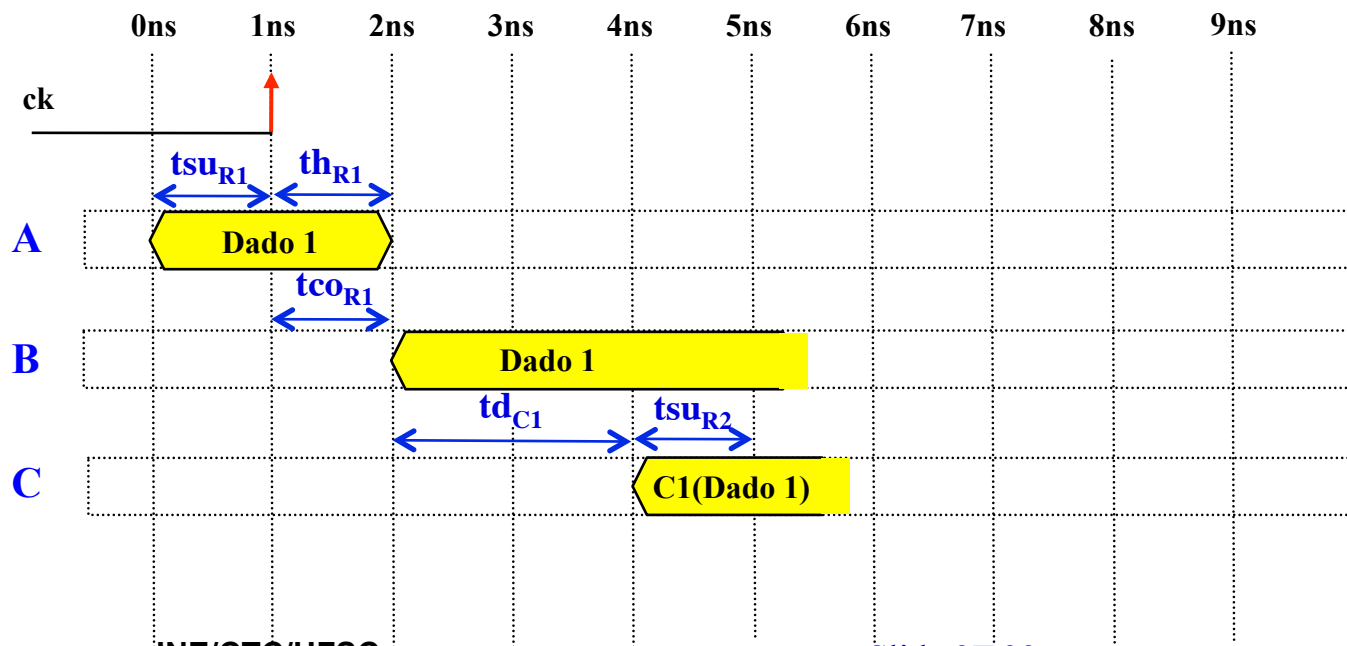 0ns 1ns 2ns 3ns 4ns 5ns 6ns 7ns 8ns 9ns
ck
tsuR1 thR1
A Dado 1
tcoR1
B Dado 1
tdC1 tsuR2
C C1(Dado 1)